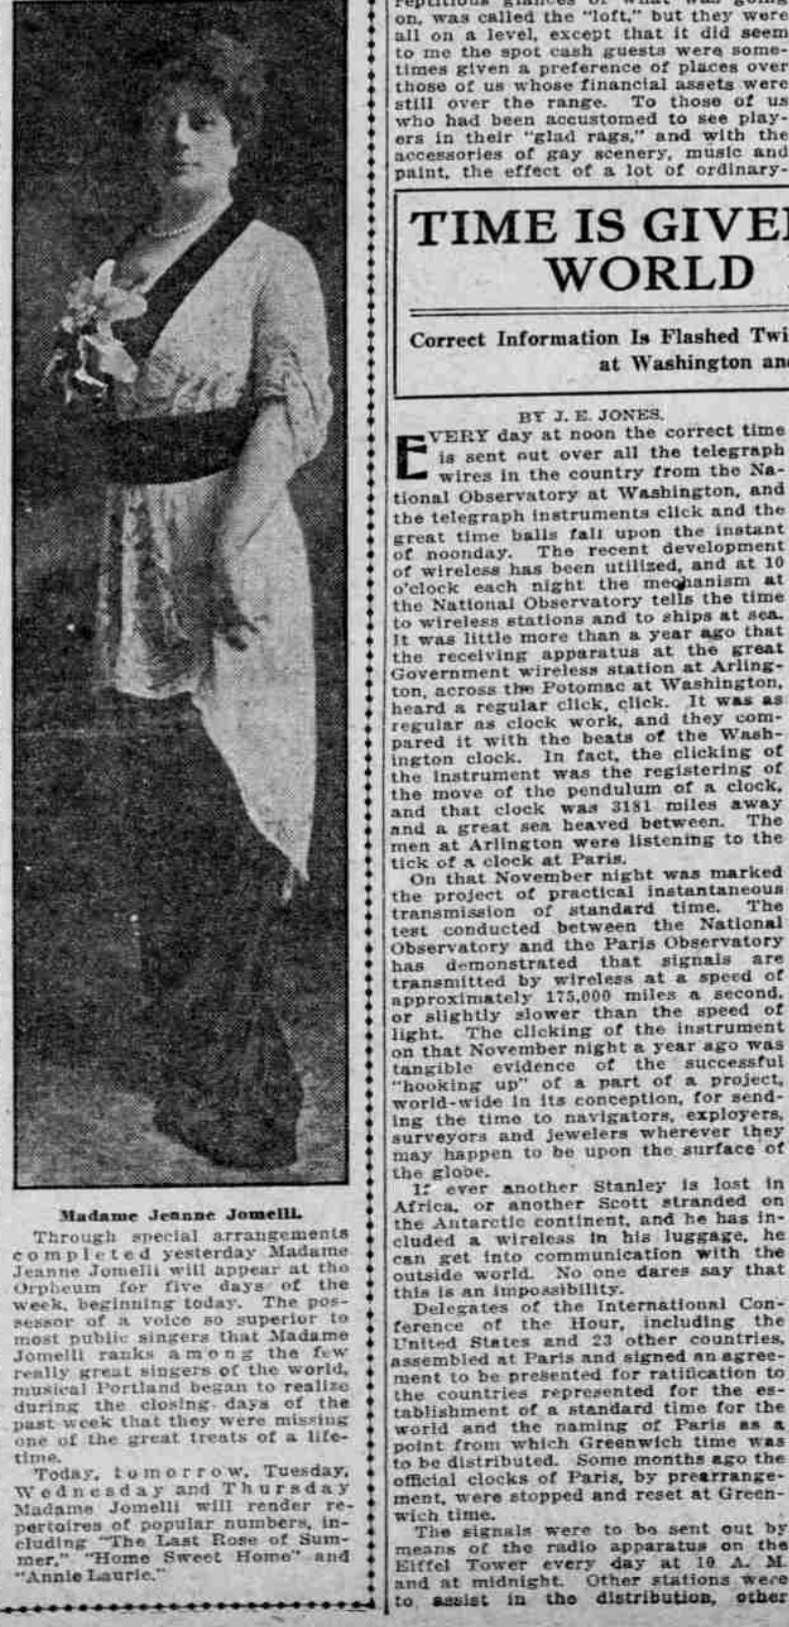 Madame Jeanne Jomelli.
Through special arrangements
completed yesterday Madame
Jeanne Jomelli will appear at the
Orpheum for five days of the
week, beginning today. The pos-
sessor of a voice so superior to
most public singers that Madame
Jomelli ranks among the few
really great singers of the world,
musical Portland began to realize
during the closing days of the
past week that they were missing
one of the great treats of a life-
time.
Today, tomorrow, Tuesday,
Wednesday and Thursday
Madame Jomelli will render re-
pertoires of popular numbers, in-
cluding "The Last Rose of Sum-
mer," "Home Sweet Home" and
"Annie Laurie."
on, was called the "loft," but they were
all on a level, except that it did seem
to me the spot cash guests were some-
times given a preference of places over
those of us whose financial assets were
still over the range. To those of us
who had been accustomed to see play-
ers in their "glad rags," and with the
accessories of gay scenery, music and
paint, the effect of a lot of ordinary-
TIME IS GIVE
WORLD
Correct Information Is Flashed Twi
at Washington an
BY J. E. JONES.
EVERY day at noon the correct time
is sent out over all the telegraph
wires in the country from the Na-
tional Observatory at Washington, and
the telegraph instruments click and the
great time balls fall upon the instant
of noonday. The recent development
of wireless has been utilized, and at 10
o'clock each night the mechanism at
the National Observatory tells the time
to wireless stations and to ships at sea.
It was little more than a year ago that
the receiving apparatus at the great
Government wireless station at Arling-
ton, across the Potomac at Washington,
heard a regular click, click. It was as
regular as clock work, and they com-
pared it with the beats of the Wash-
ington clock. In fact, the clicking of
the instrument was the registering of
the move of the pendulum of a clock,
and that clock was 3181 miles away
and a great sea heaved between. The
men at Arlington were listening to the
tick of a clock at Paris.
On that November night was marked
the project of practical instantaneous
transmission of standard time. The
test conducted between the National
Observatory and the Paris Observatory
has demonstrated that signals are
transmitted by wireless at a speed of
approximately 175,000 miles a second,
or slightly slower than the speed of
light. The clicking of the instrument
on that November night a year ago was
tangible evidence of the successful
"hooking up" of a part of a project,
world-wide in its conception, for send-
ing the time to navigators, exployers,
surveyors and jewelers wherever they
may happen to be upon the surface of
the globe.
If ever another Stanley is lost in
Africa, or another Scott stranded on
the Antarctic continent, and he has in-
cluded a wireless in his luggage, he
can get into communication with the
outside world. No one dares say that
this is an impossibility.
Delegates of the International Con-
ference of the Hour, including the
United States and 23 other countries,
assembled at Paris and signed an agree-
ment to be presented for ratification to
the countries represented for the es-
tablishment of a standard time for the
world and the naming of Paris as a
point from which Greenwich time was
to be distributed. Some months ago the
official clocks of Paris, by prearrange-
ment, were stopped and reset at Green-
wich time.
The signals were to be sent out by
means of the radio apparatus on the
Eiffel Tower every day at 10 A. M.
and at midnight. Other stations were
to assist in the distribution, other